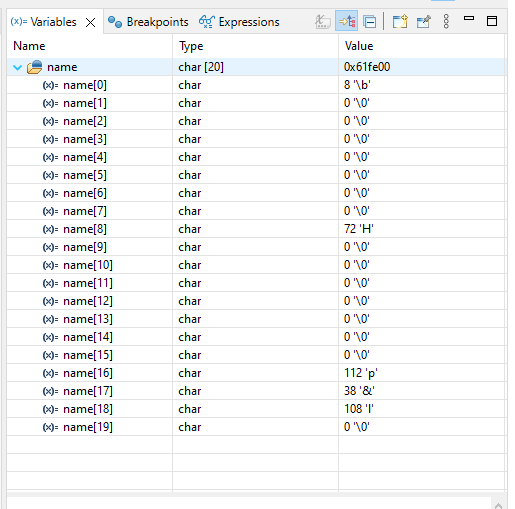 (x)= Variables Breakpoints Expressions
Name Type Value
name char [20] 0x61fe00
(x)= name[0] char 8 '\b'
(x)= name[1] char 0 '\0'
(x)= name[2] char 0 '\0'
(x)= name[3] char 0 '\0'
(x)= name[4] char 0 '\0'
(x)= name[5] char 0 '\0'
(x)= name[6] char 0 '\0'
(x)= name[7] char 0 '\0'
(x)= name[8] char 72 'H'
(x)= name[9] char 0 '\0'
(x)= name[10] char 0 '\0'
(x)= name[11] char 0 '\0'
(x)= name[12] char 0 '\0'
(x)= name[13] char 0 '\0'
(x)= name[14] char 0 '\0'
(x)= name[15] char 0 '\0'
(x)= name[16] char 112 'p'
(x)= name[17] char 38 '&'
(x)= name[18] char 108 'l'
(x)= name[19] char 0 '\0'